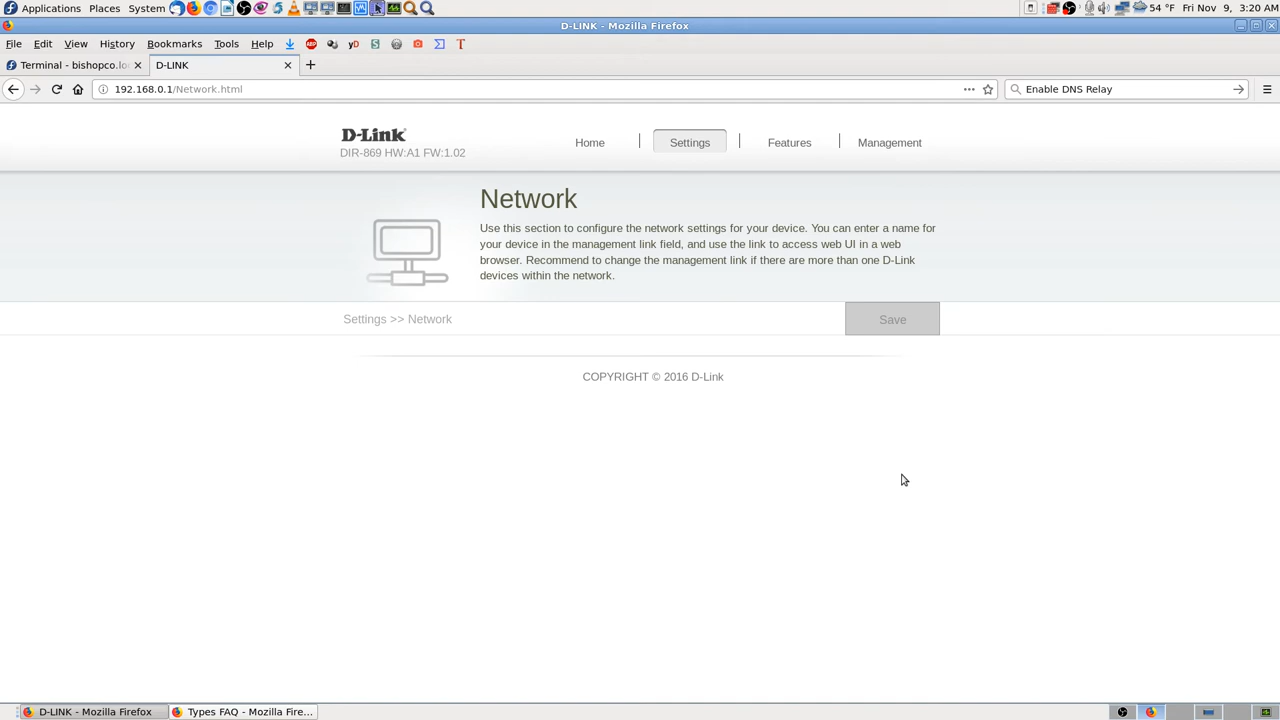 Applications Places System 54 °F Fri Nov 9, 3:20 AM
D-LINK - Mozilla Firefox
File Edit View History Bookmarks Tools Help ABP yD S T
Terminal - bishopco.lo D-LINK
192.168.0.1/Network.html Enable DNS Relay
D-Link
DIR-869 HW:A1 FW:1.02
Home Settings Features Management
Network
Use this section to configure the network settings for your device. You can enter a name for
your device in the management link field, and use the link to access web UI in a web
browser. Recommend to change the management link if there are more than one D-Link
devices within the network.
Settings >> Network Save
COPYRIGHT © 2016 D-Link
D-LINK - Mozilla Firefox Types FAQ - Mozilla Fire...